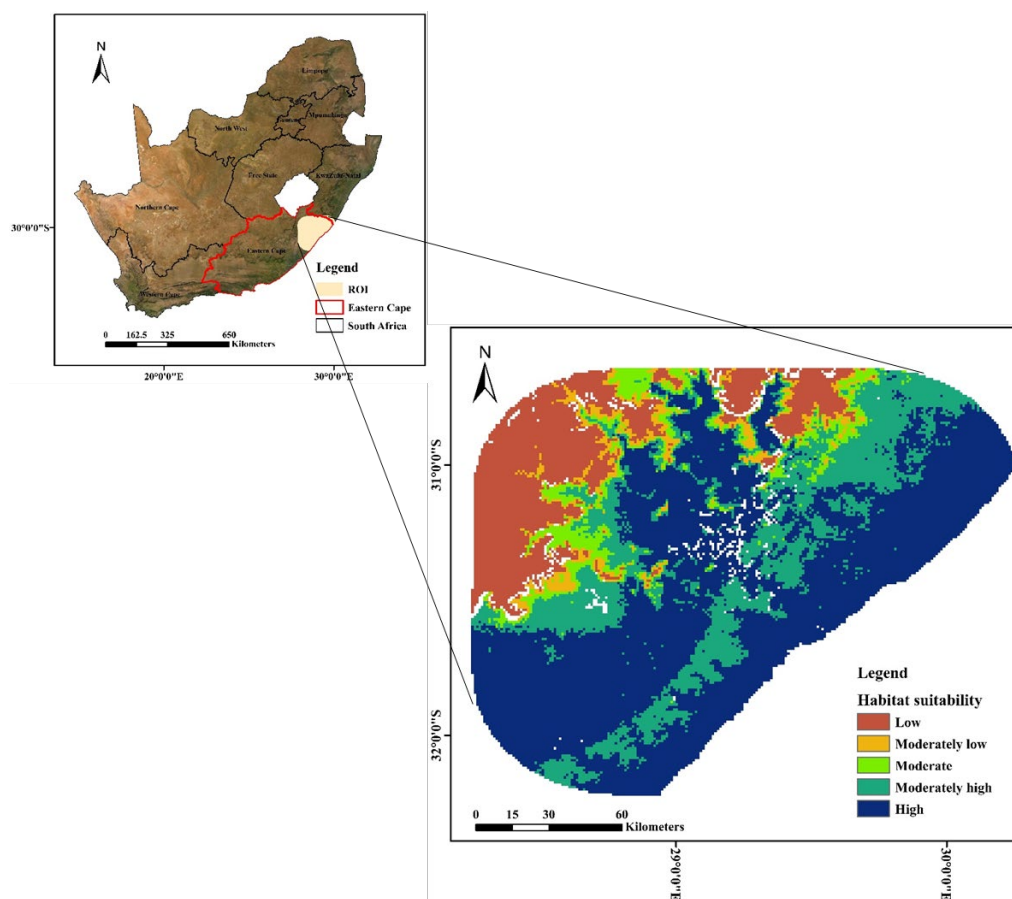 N
Limpopo
Mpumalanga
Gauteng
North West
Free State
KwaZulu-Natal
Northern Cape
30°0'0"S
Eastern Cape
Western Cape
Legend
ROI
Eastern Cape
South Africa
0 162.5 325 650
Kilometers
20°0'0"E 30°0'0"E
N
31°0'0"S
32°0'0"S
Legend
Habitat suitability
Low
Moderately low
Moderate
Moderately high
High
0 15 30 60
Kilometers
29°0'0"E 30°0'0"E